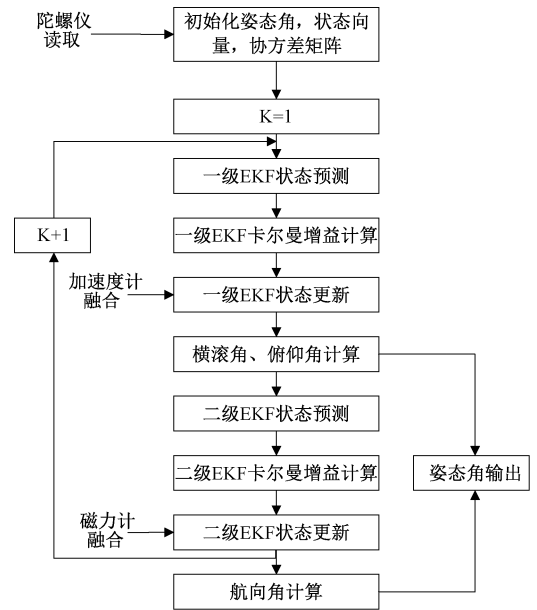 陀螺仪
读取
初始化姿态角，状态向
量，协方差矩阵
K=1
一级EKF状态预测
K+1
一级EKF卡尔曼增益计算
加速度计
融合
一级EKF状态更新
横滚角、俯仰角计算
二级EKF状态预测
二级EKF卡尔曼增益计算
姿态角输出
磁力计
融合
二级EKF状态更新
航向角计算